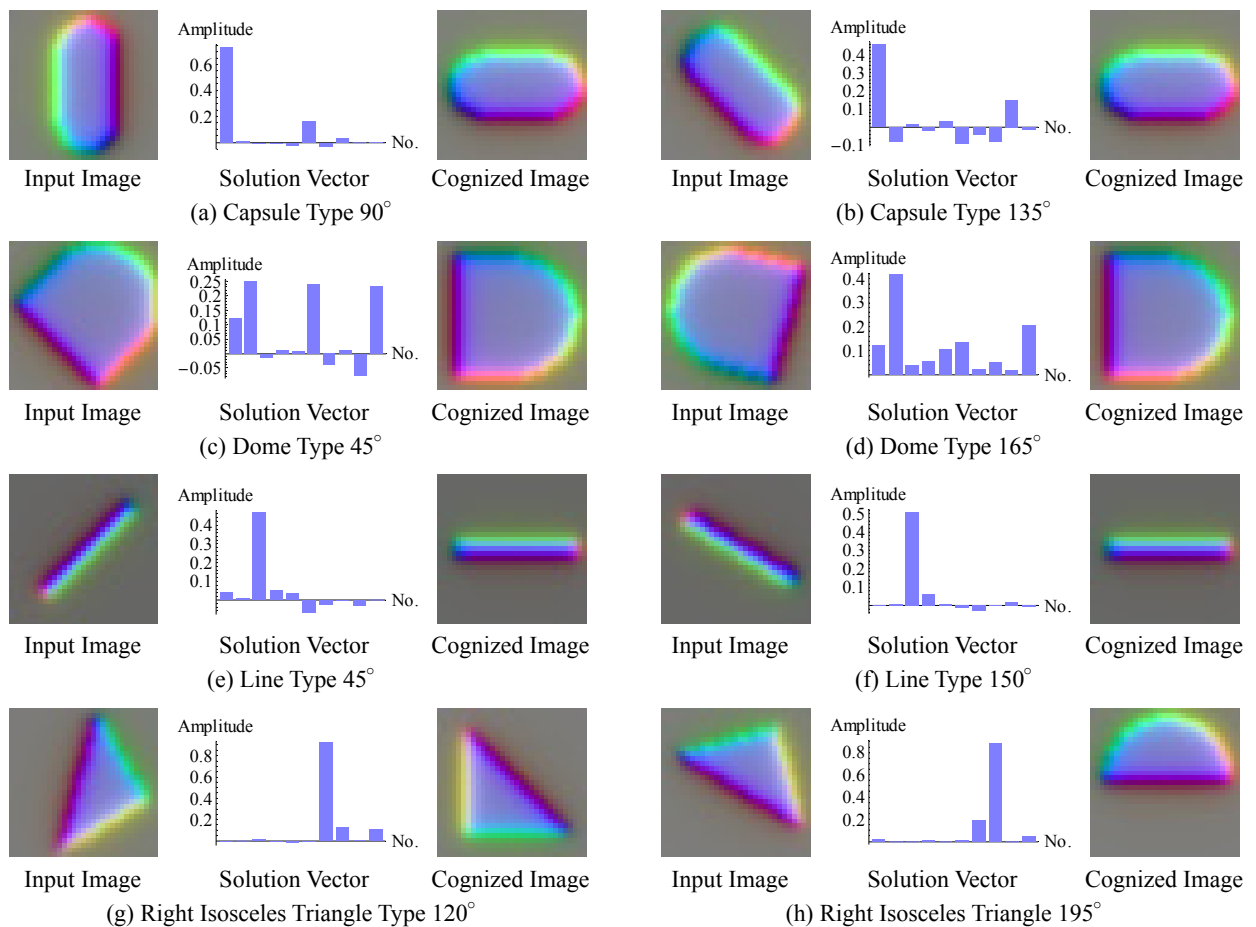 Amplitude
0.6
0.4
0.2
No.
Input Image Solution Vector Cognized Image
(a) Capsule Type 90°
Amplitude
0.4
0.3
0.2
0.1
−0.1
No.
Input Image Solution Vector Cognized Image
(b) Capsule Type 135°
Amplitude
0.25
0.2
0.15
0.1
0.05
−0.05
No.
Input Image Solution Vector Cognized Image
(c) Dome Type 45°
Amplitude
0.4
0.3
0.2
0.1
No.
Input Image Solution Vector Cognized Image
(d) Dome Type 165°
Amplitude
0.4
0.3
0.2
0.1
No.
Input Image Solution Vector Cognized Image
(e) Line Type 45°
Amplitude
0.5
0.4
0.3
0.2
0.1
No.
Input Image Solution Vector Cognized Image
(f) Line Type 150°
Amplitude
0.8
0.6
0.4
0.2
No.
Input Image Solution Vector Cognized Image
(g) Right Isosceles Triangle Type 120°
Amplitude
0.8
0.6
0.4
0.2
No.
Input Image Solution Vector Cognized Image
(h) Right Isosceles Triangle 195°